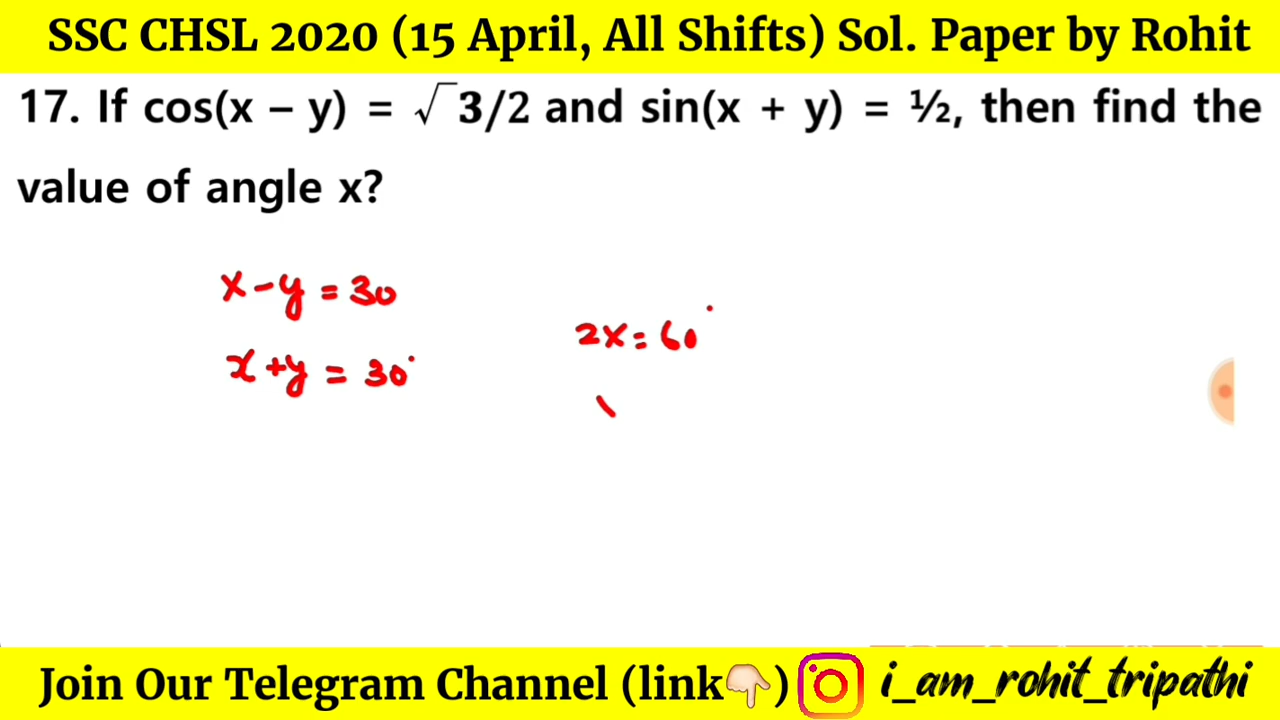 SSC CHSL 2020 (15 April, All Shifts) Sol. Paper by Rohit
17. If cos(x – y) = √3/2 and sin(x + y) = ½, then find the
value of angle x?
x-y = 30
x+y = 30°
2x = 60°
Join Our Telegram Channel (link👇🏻) i_am_rohit_tripathi